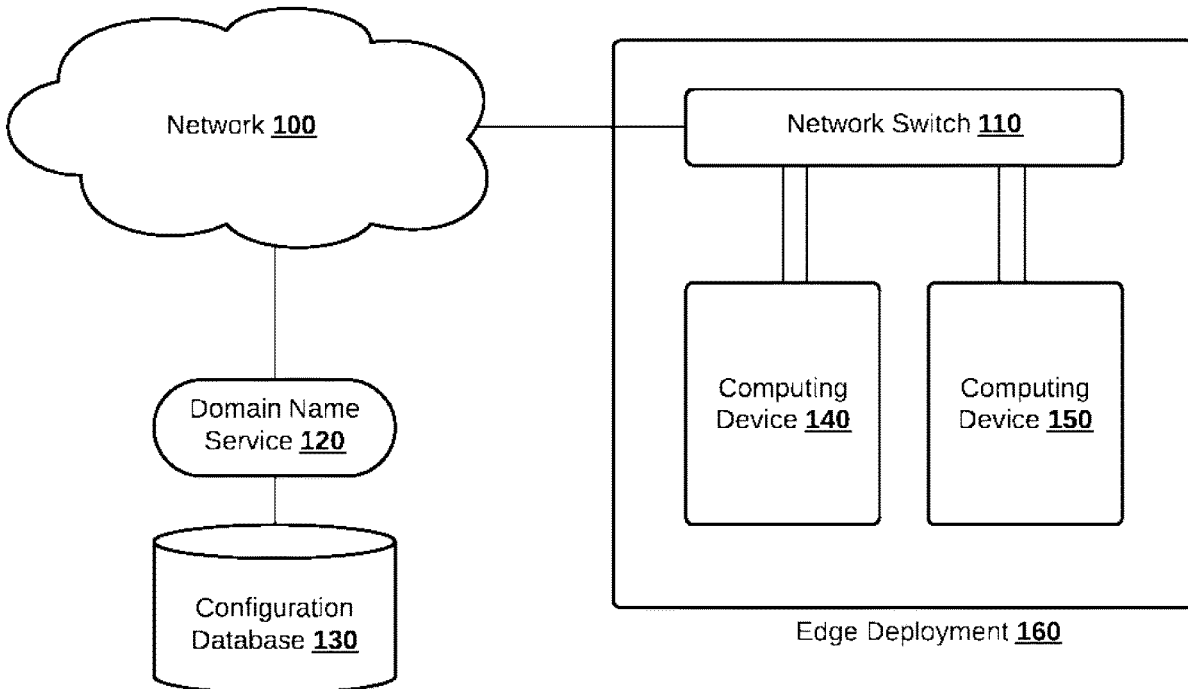 Network 100
Network Switch 110
Computing
Device 140
Computing
Device 150
Domain Name
Service 120
Configuration
Database 130
Edge Deployment 160